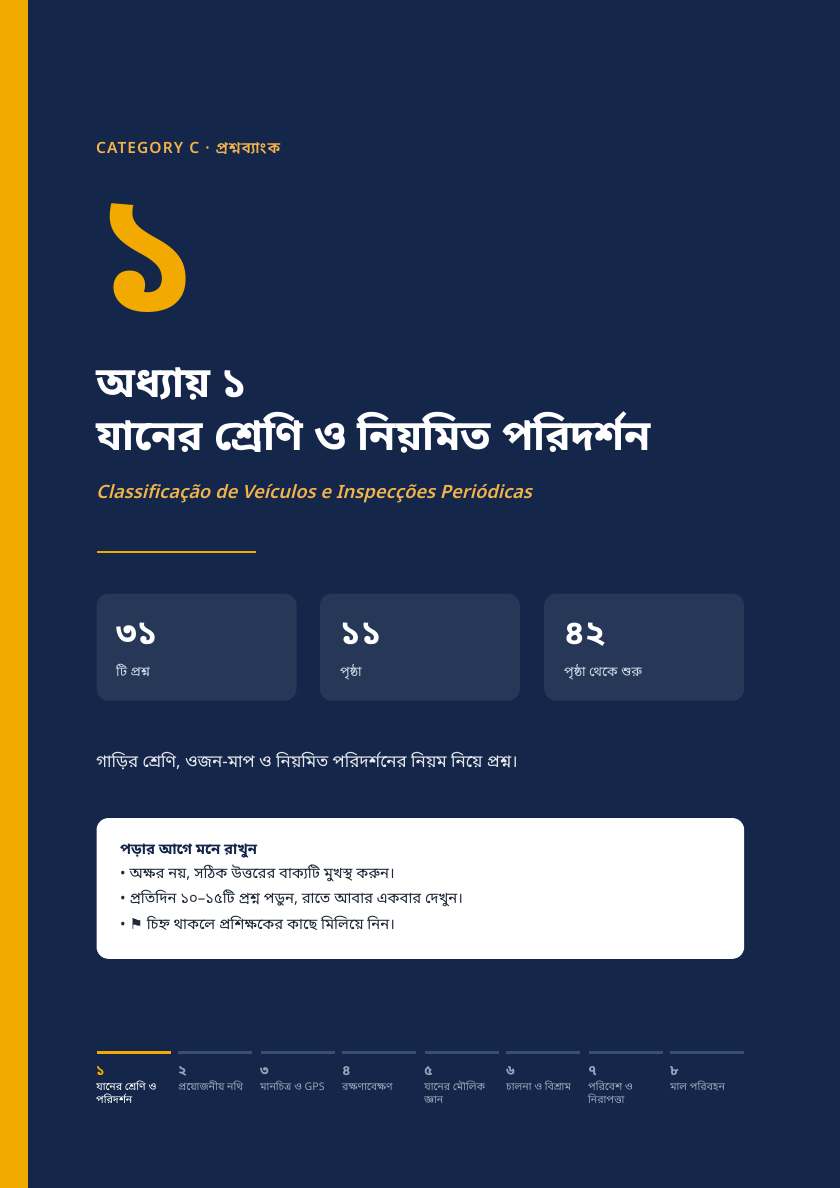 CATEGORY C · প্রশ্নব্যাংক
১
অধ্যায় ১
যানের শ্রেণি ও নিয়মিত পরিদর্শন
Classificação de Veículos e Inspecções Periódicas
৩১
টি প্রশ্ন
১১
পৃষ্ঠা
৪২
পৃষ্ঠা থেকে শুরু
গাড়ির শ্রেণি, ওজন-মাপ ও নিয়মিত পরিদর্শনের নিয়ম নিয়ে প্রশ্ন।
পড়ার আগে মনে রাখুন
• অক্ষর নয়, সঠিক উত্তরের বাক্যটি মুখস্থ করুন।
• প্রতিদিন ১০–১৫টি প্রশ্ন পড়ুন, রাতে আবার একবার দেখুন।
• ⚑ চিহ্ন থাকলে প্রশিক্ষকের কাছে মিলিয়ে নিন।
১
যানের শ্রেণি ও
পরিদর্শন
২
প্রয়োজনীয় নথি
৩
মানচিত্র ও GPS
৪
রক্ষণাবেক্ষণ
৫
যানের মৌলিক
জ্ঞান
৬
চালনা ও বিশ্রাম
৭
পরিবেশ ও
নিরাপত্তা
৮
মাল পরিবহন